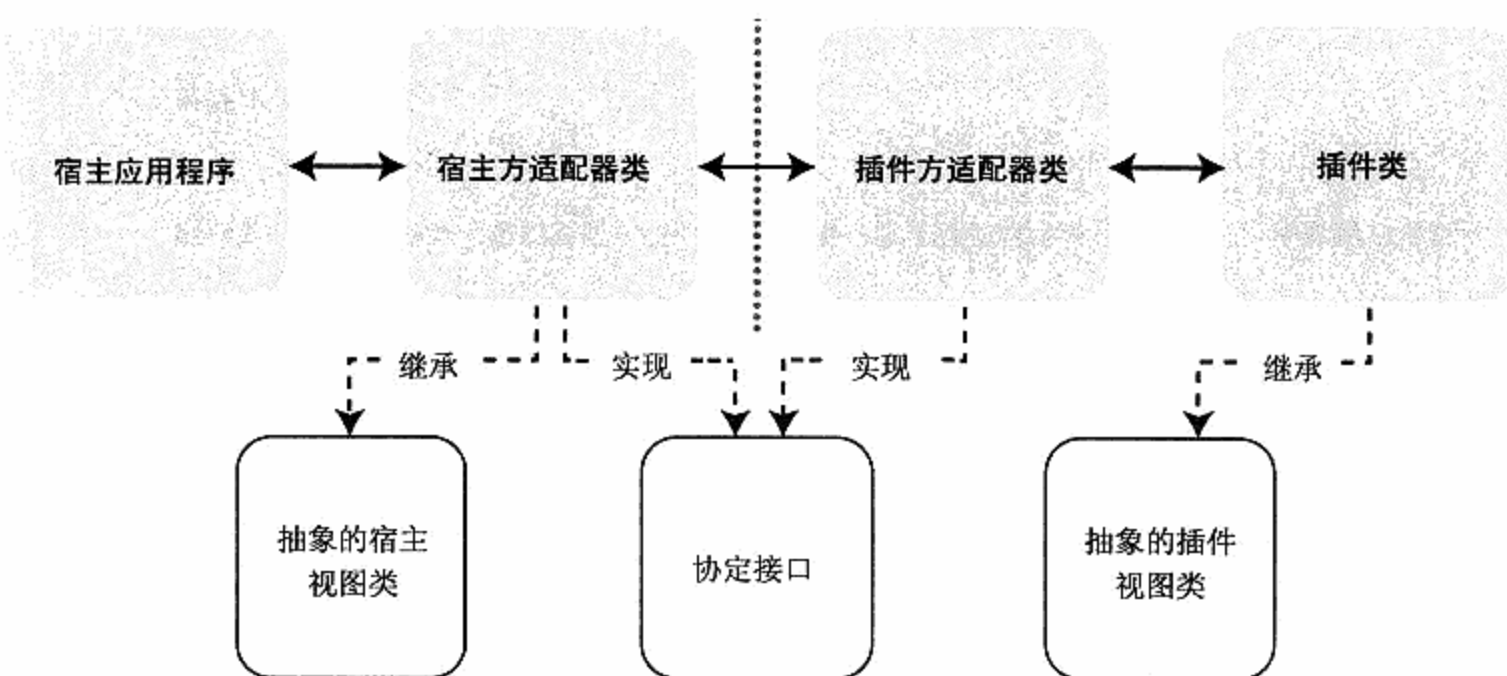 宿主应用程序
宿主方适配器类
插件方适配器类
插件类
继承
实现
实现
继承
抽象的宿主
视图类
协定接口
抽象的插件
视图类